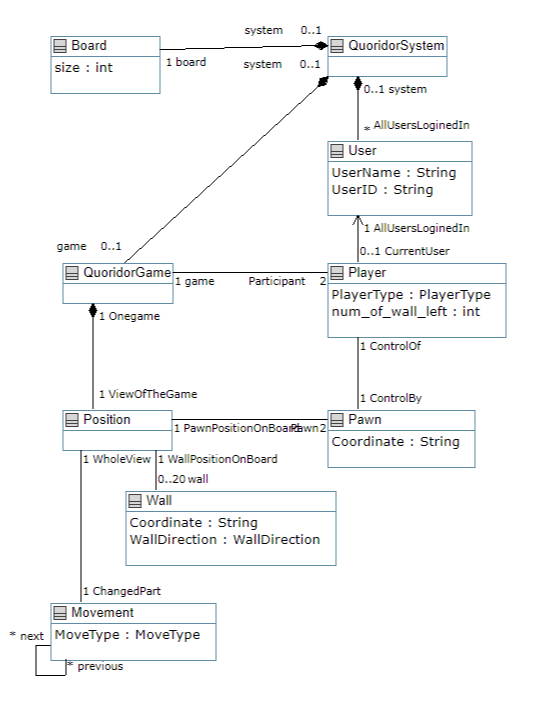 system 0..1
Board
QuoridorSystem
size : int
1 board
system 0..1
0..1 system
* AllUsersLoginedIn
User
UserName : String
UserID : String
1 AllUsersLoginedIn
game 0..1
0..1 CurrentUser
QuoridorGame
1 game
Participant 2
Player
PlayerType : PlayerType
num_of_wall_left : int
1 Onegame
1 ControlOf
1 ViewOfTheGame
1 ControlBy
Position
1 PawnPositionOnBoard
Pawn 2
Pawn
Coordinate : String
1 WholeView
1 WallPositionOnBoard
0..20 wall
Wall
Coordinate : String
WallDirection : WallDirection
1 ChangedPart
Movement
* next
MoveType : MoveType
* previous